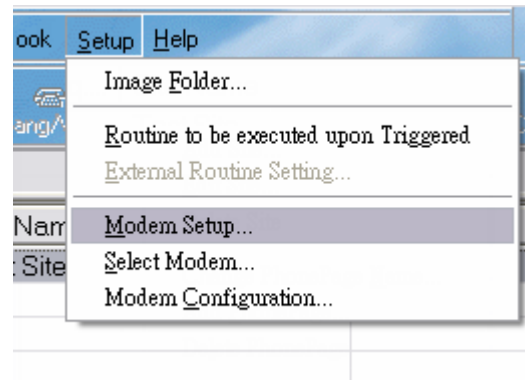 ook Setup Help
Image Folder...
ang/
Routine to be executed upon Triggered
External Routine Setting...
Nam
Modem Setup...
: Site
Select Modem...
Modem Configuration...